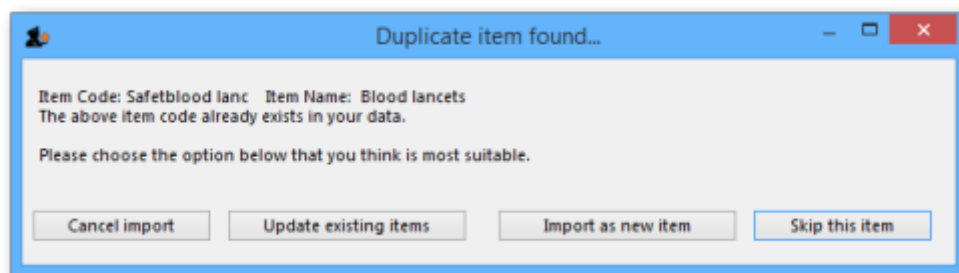 Duplicate item found...
Item Code: Safetblood lanc   Item Name:  Blood lancets
The above item code already exists in your data.
Please choose the option below that you think is most suitable.
Cancel import   Update existing items   Import as new item   Skip this item